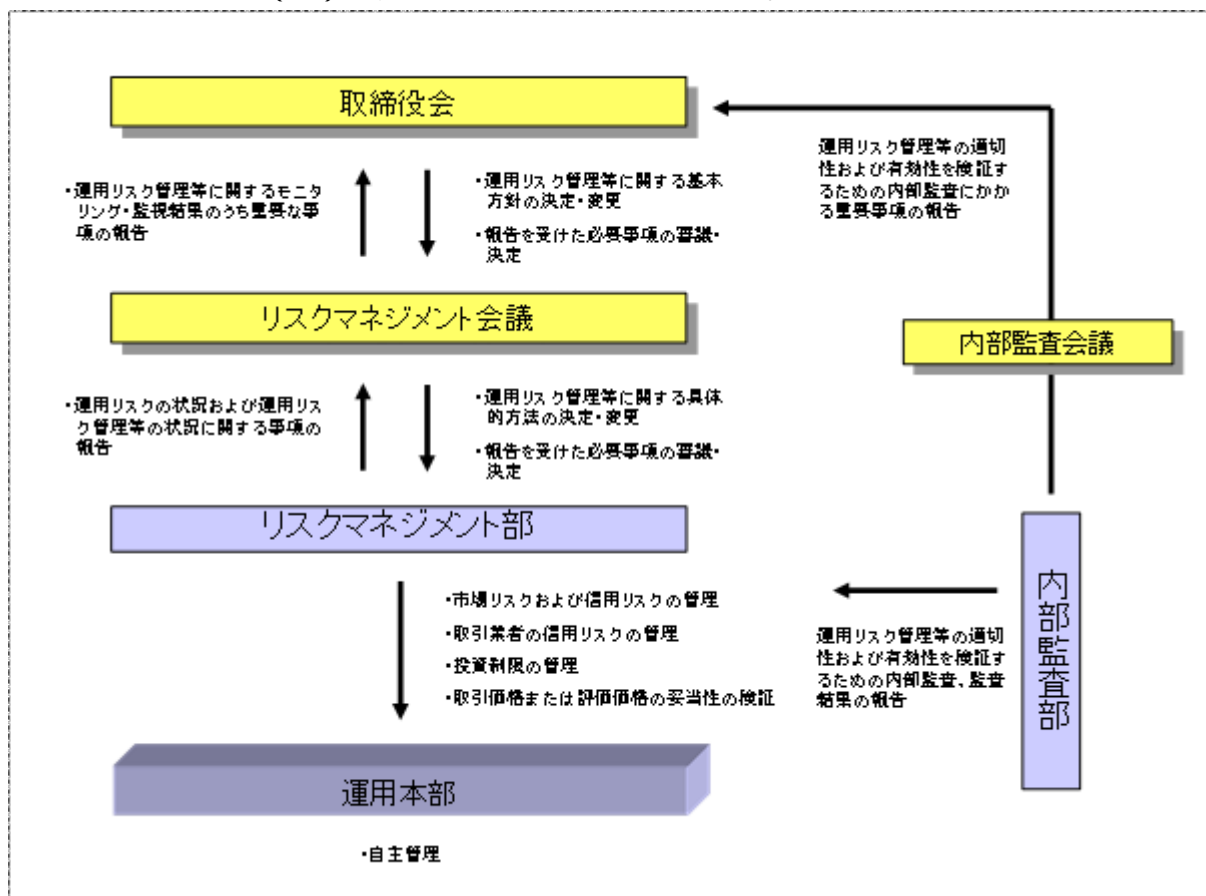 取締役会
・運用リスク管理等に関するモニ
タリング・監視結果のうち重要な事
項の報告
・運用リスク管理等に関する基本
方針の決定・変更
・報告を受けた必要事項の審議・
決定
運用リスク管理等の適切
性および有効性を検証す
るための内部監査にかか
る重要事項の報告
リスクマネジメント会議
内部監査会議
・運用リスクの状況および運用リス
ク管理等の状況に関する事項の
報告
・運用リスク管理等に関する具体
的方法の決定・変更
・報告を受けた必要事項の審議・
決定
リスクマネジメント部
・市場リスクおよび信用リスクの管理
・取引業者の信用リスクの管理
・投資制限の管理
・取引価格または評価価格の妥当性の検証
運用リスク管理等の適切
性および有効性を検証す
るための内部監査、監査
結果の報告
内部監査部
運用本部
・自主管理